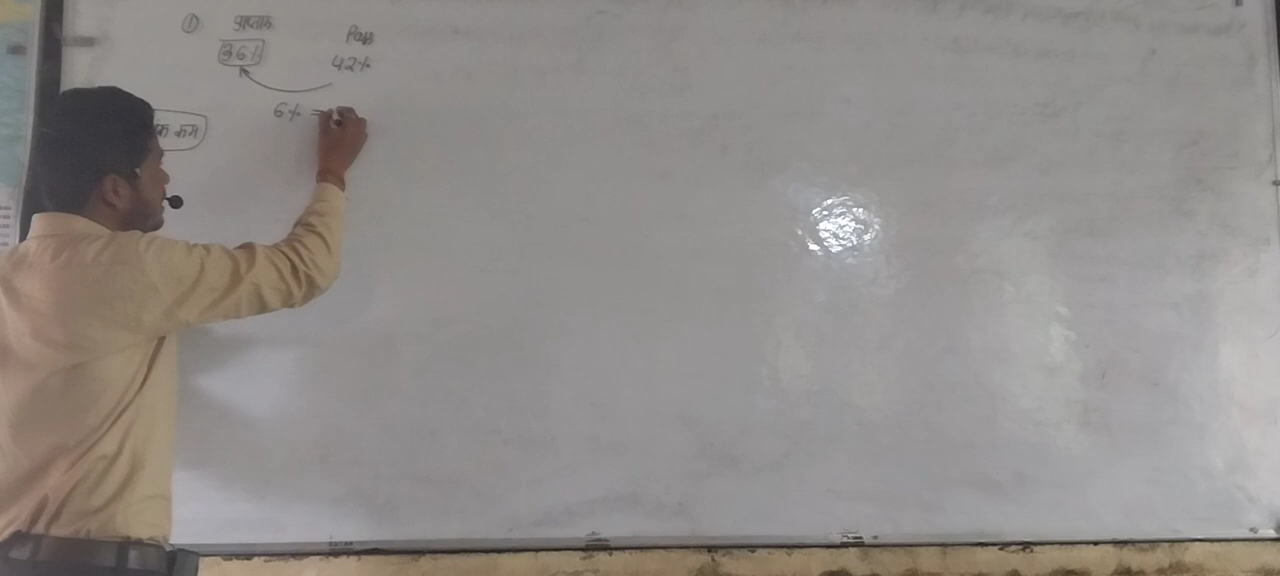 ① प्राप्तांक Pass
36% 42%
6% =
अंक कम